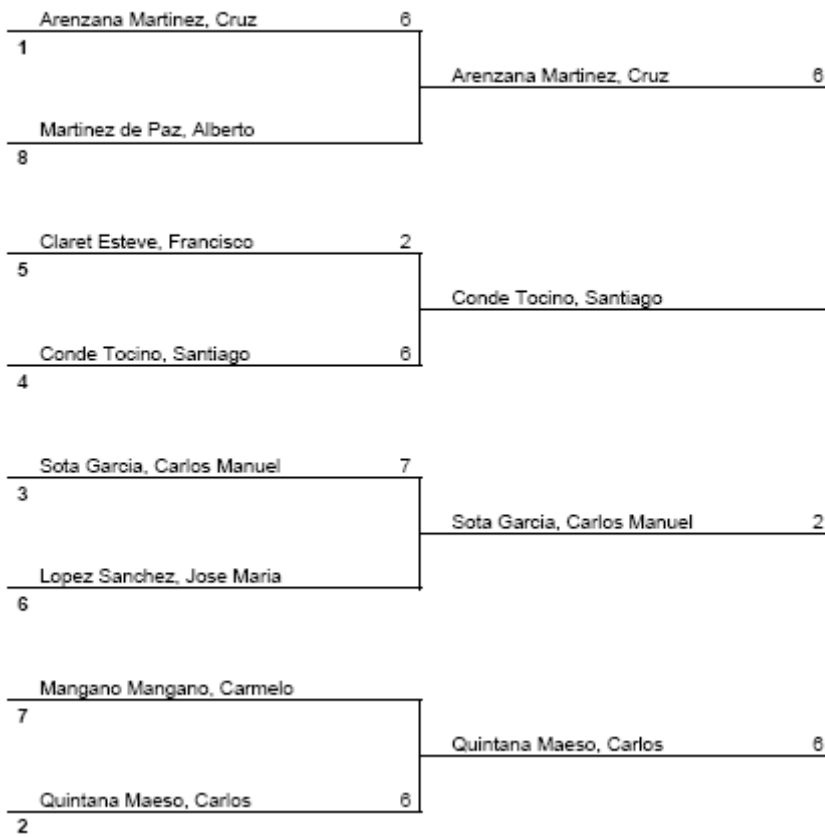 Arenzana Martinez, Cruz 6
1
Arenzana Martinez, Cruz 6
Martinez de Paz, Alberto
8
Claret Esteve, Francisco 2
5
Conde Tocino, Santiago
Conde Tocino, Santiago 6
4
Sota Garcia, Carlos Manuel 7
3
Sota Garcia, Carlos Manuel 2
Lopez Sanchez, Jose Maria
6
Mangano Mangano, Carmelo
7
Quintana Maeso, Carlos 6
Quintana Maeso, Carlos 6
2